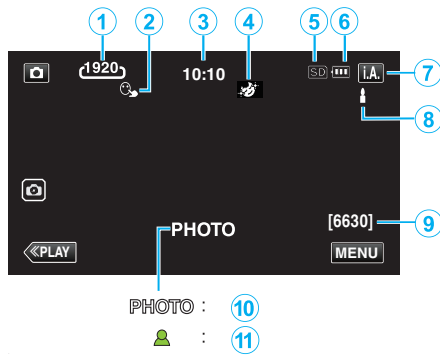 1 2 3 4 5 6
1920 10:10 SD i.A. 7
8
[6630] 9
PHOTO
≪PLAY MENU
PHOTO : 10
: 11